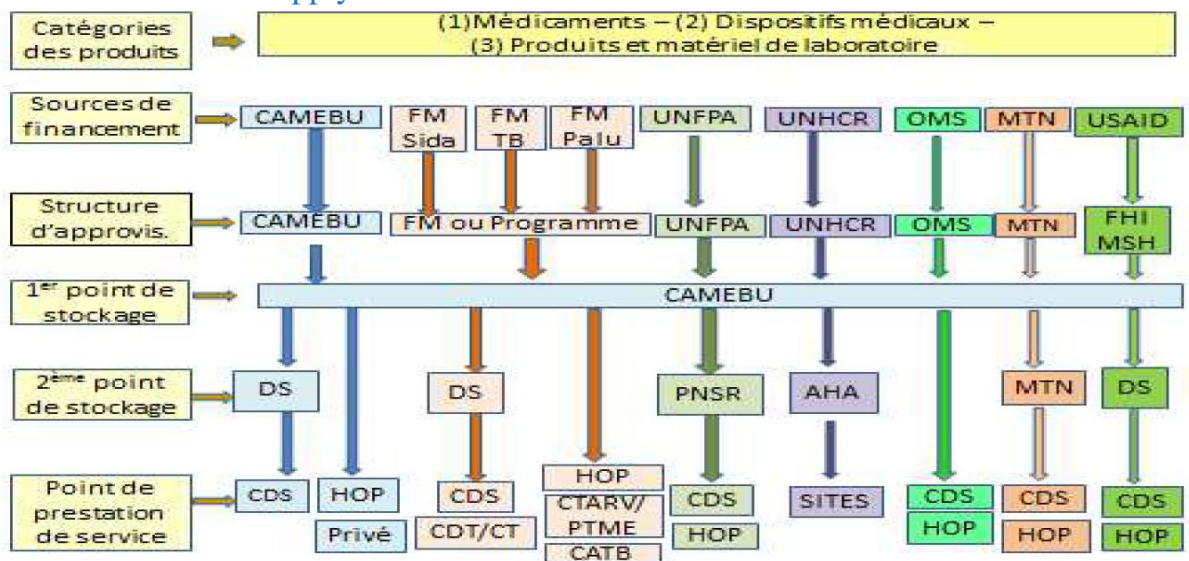 pply
Catégories
des produits
(1)Médicaments – (2) Dispositifs médicaux –
(3) Produits et matériel de laboratoire
Sources de
financement
CAMEBU
FM
Sida
FM
TB
FM
Palu
UNFPA
UNHCR
OMS
MTN
USAID
Structure
d'approvis.
CAMEBU
FM ou Programme
UNFPA
UNHCR
OMS
MTN
FHI
MSH
1er point de
stockage
CAMEBU
2ème point
de stockage
DS
DS
PNSR
AHA
MTN
DS
Point de
prestation
de service
CDS
HOP
Privé
CDS
CDT/CT
HOP
CTARV/
PTME
CATB
CDS
HOP
SITES
CDS
HOP
CDS
HOP
CDS
HOP